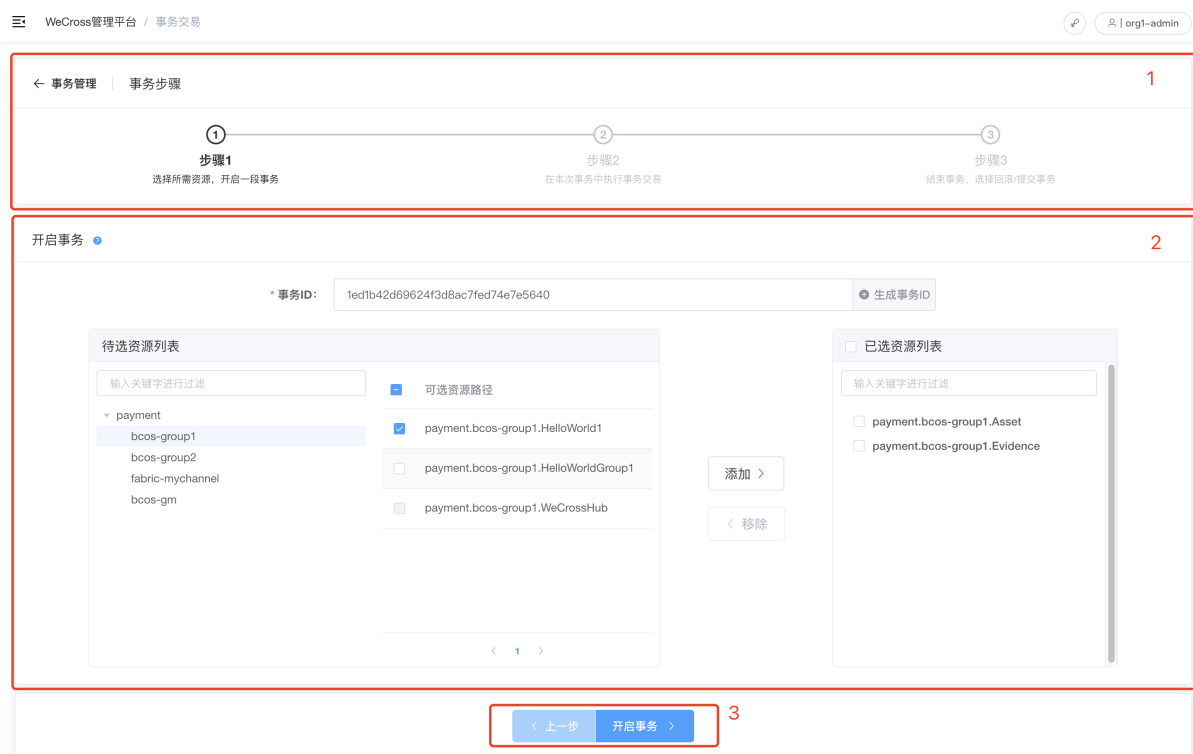 WeCross管理平台 / 事务交易
org1-admin
1
事务管理 事务步骤
1 2 3
步骤1 步骤2 步骤3
选择所需资源，开启一段事务 在本次事务中执行事务交易 结束事务，选择回滚/提交事务
开启事务 ?
2
* 事务ID： 1ed1b42d69624f3d8ac7fed74e7e5640 生成事务ID
待选资源列表
输入关键字进行过滤
payment
bcos-group1
bcos-group2
fabric-mychannel
bcos-gm
可选资源路径
payment.bcos-group1.HelloWorld1
payment.bcos-group1.HelloWorldGroup1
payment.bcos-group1.WeCrossHub
< 1 >
添加 >
< 移除
已选资源列表
输入关键字进行过滤
payment.bcos-group1.Asset
payment.bcos-group1.Evidence
< 上一步 开启事务 >
3